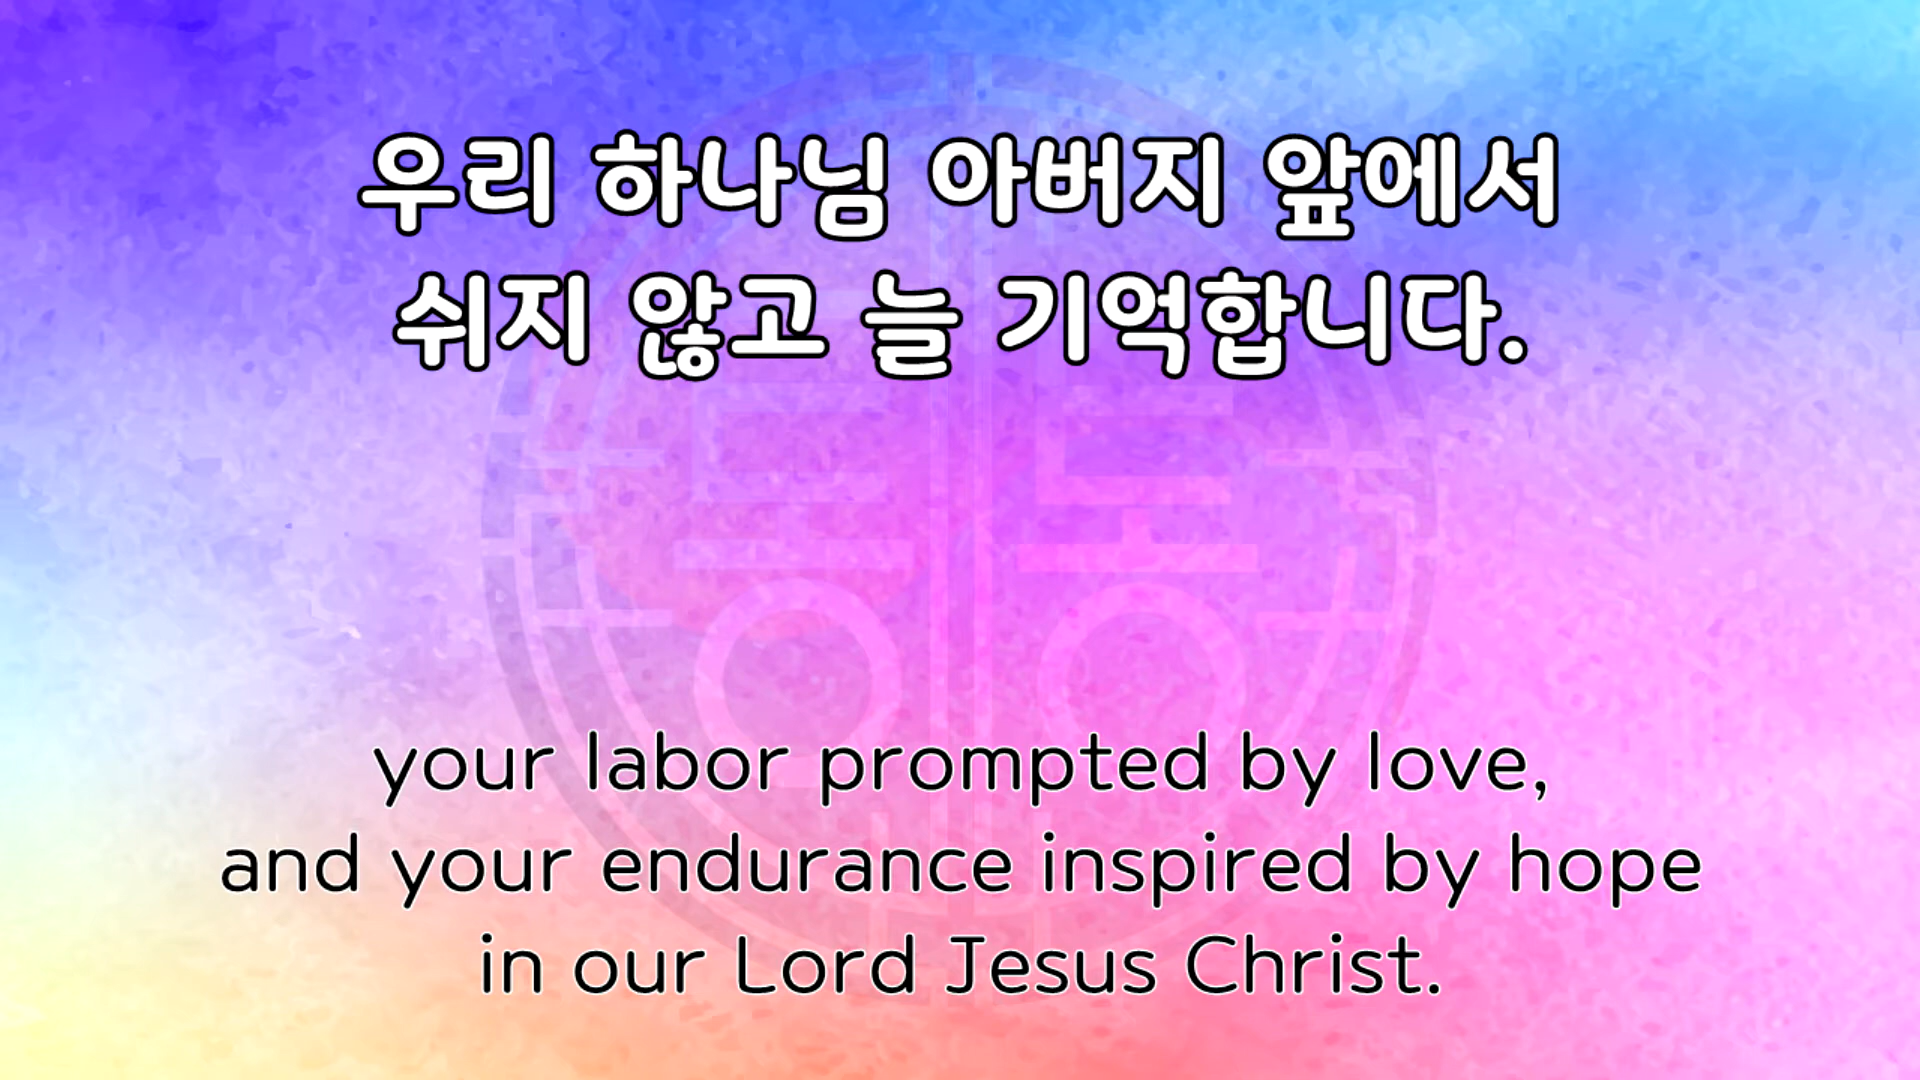 우리 하나님 아버지 앞에서
쉬지 않고 늘 기억합니다.
your labor prompted by love,
and your endurance inspired by hope
in our Lord Jesus Christ.